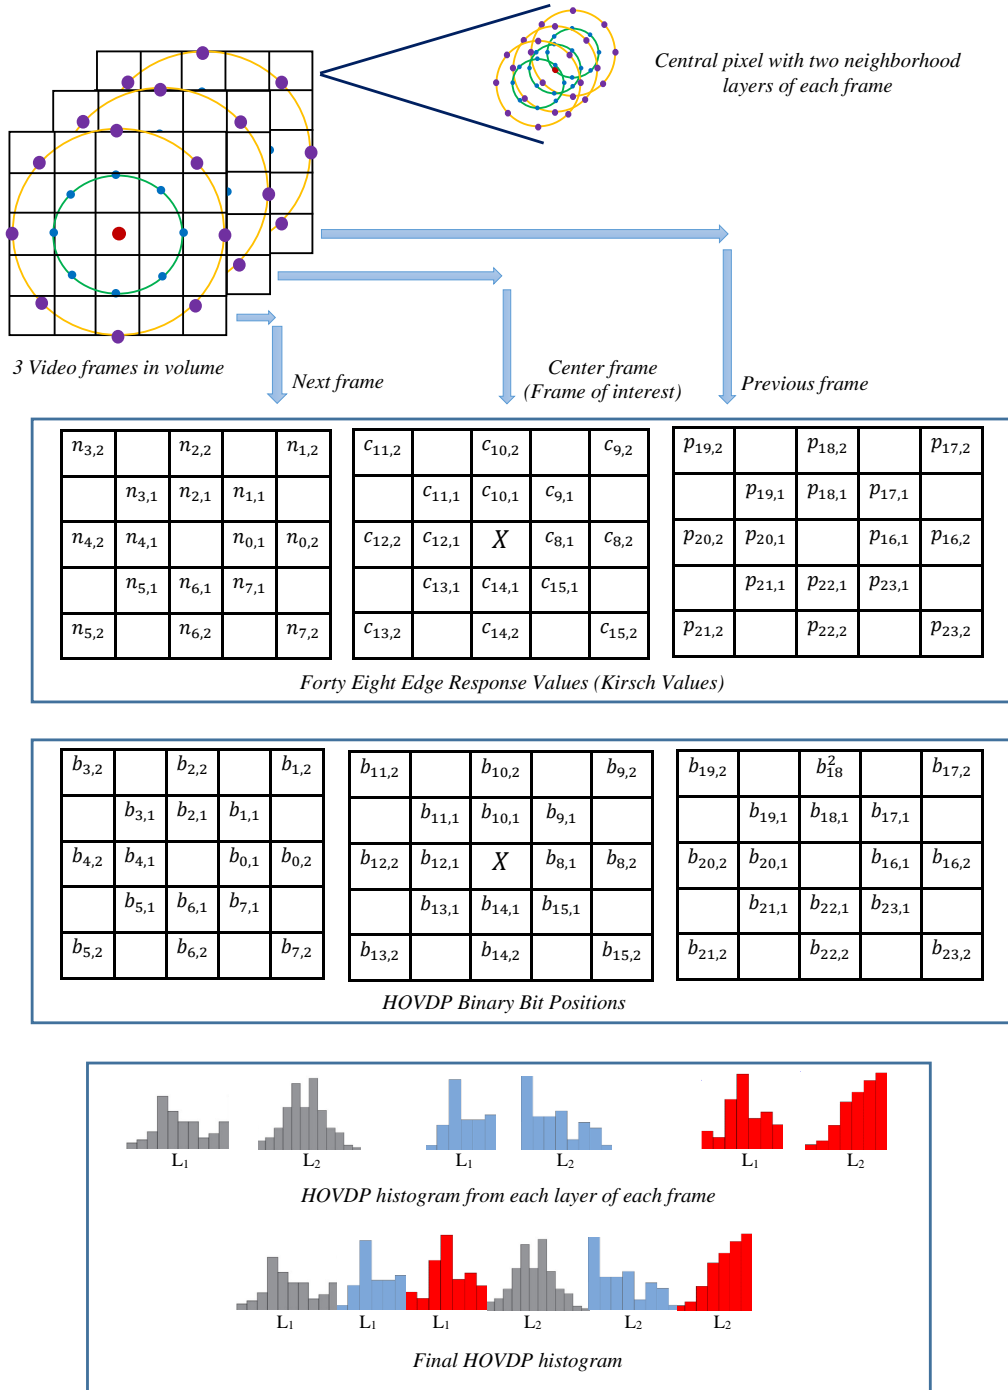 Central pixel with two neighborhood
layers of each frame
3 Video frames in volume
Next frame
Center frame
(Frame of interest)
Previous frame
n3,2 n2,2 n1,2
n3,1 n2,1 n1,1
n4,2 n4,1 n0,1 n0,2
n5,1 n6,1 n7,1
n5,2 n6,2 n7,2
c11,2 c10,2 c9,2
c11,1 c10,1 c9,1
c12,2 c12,1 X c8,1 c8,2
c13,1 c14,1 c15,1
c13,2 c14,2 c15,2
p19,2 p18,2 p17,2
p19,1 p18,1 p17,1
p20,2 p20,1 p16,1 p16,2
p21,1 p22,1 p23,1
p21,2 p22,2 p23,2
Forty Eight Edge Response Values (Kirsch Values)
b3,2 b2,2 b1,2
b3,1 b2,1 b1,1
b4,2 b4,1 b0,1 b0,2
b5,1 b6,1 b7,1
b5,2 b6,2 b7,2
b11,2 b10,2 b9,2
b11,1 b10,1 b9,1
b12,2 b12,1 X b8,1 b8,2
b13,1 b14,1 b15,1
b13,2 b14,2 b15,2
b19,2 b²18 b17,2
b19,1 b18,1 b17,1
b20,2 b20,1 b16,1 b16,2
b21,1 b22,1 b23,1
b21,2 b22,2 b23,2
HOVDP Binary Bit Positions
L1 L2 L1 L2 L1 L2
HOVDP histogram from each layer of each frame
L1 L1 L1 L2 L2 L2
Final HOVDP histogram